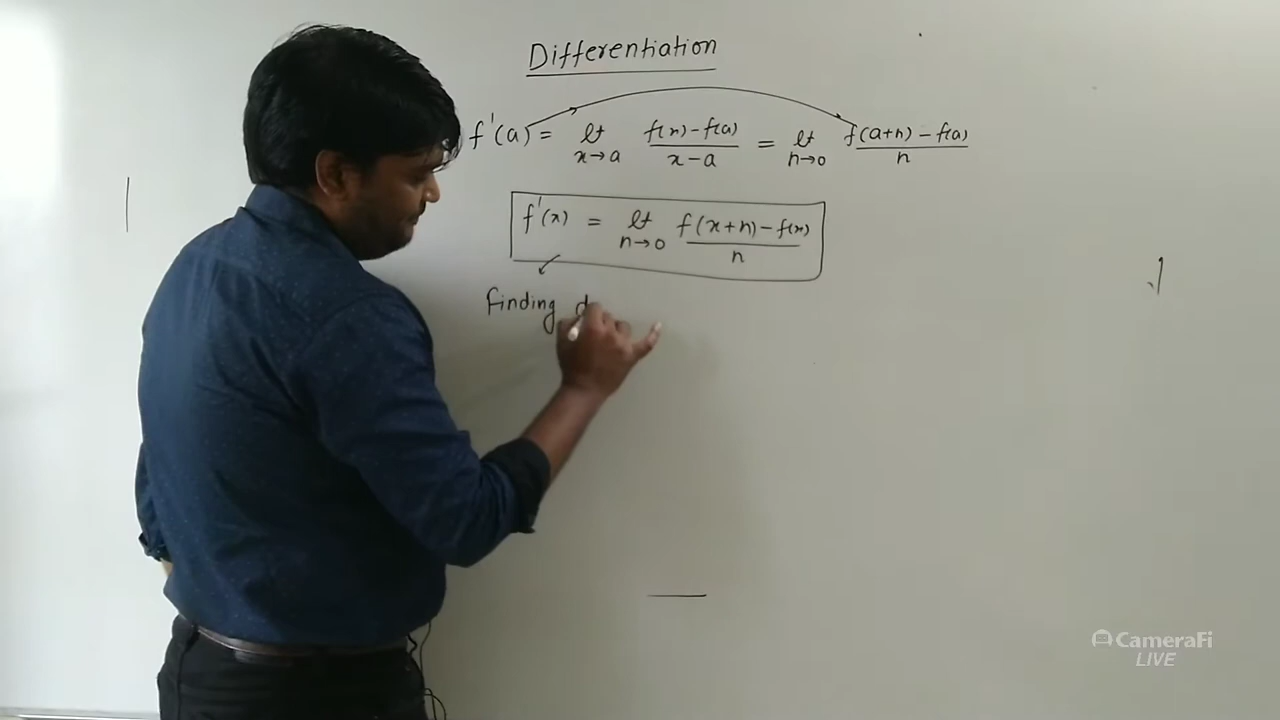 Differentiation
f'(a) = lt x→a f(x)-f(a) / x-a = lt h→0 f(a+h)-f(a) / h
f'(x) = lt h→0 f(x+h)-f(x) / h
finding d
CameraFi
LIVE